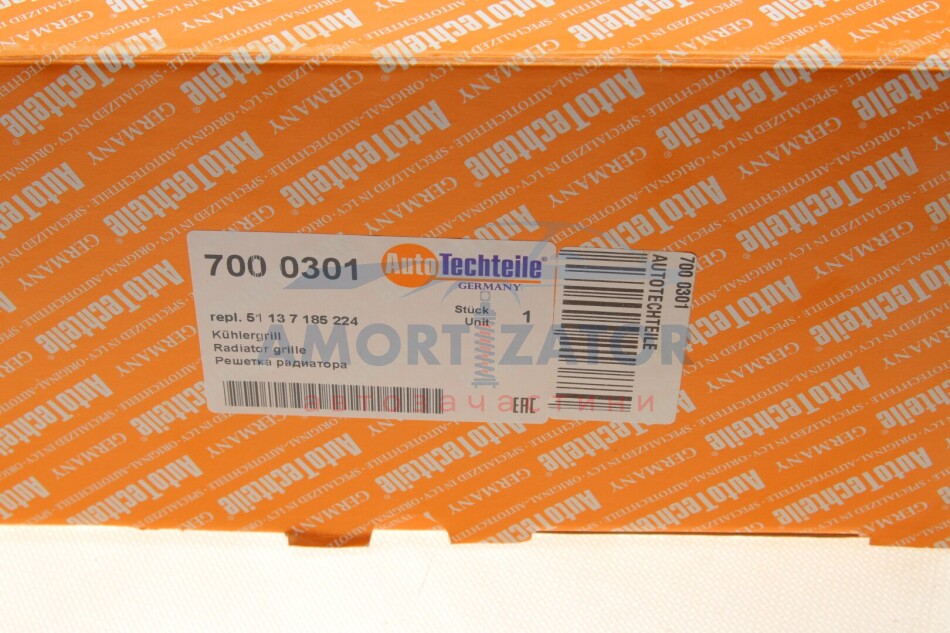 700 0301
AutoTechteile®
GERMANY
repl. 51 13 7 185 224
Stück
Unit 1
Kühlergrill
Radiator grille
Решетка радиатора
EAC
700 0301
AUTOTECHTEILE
AMORTIZATOR
автозапчастини
AutoTechteile®
GERMANY
SPECIALIZED IN LCV · ORIGINAL-AUTOTECHTEILE